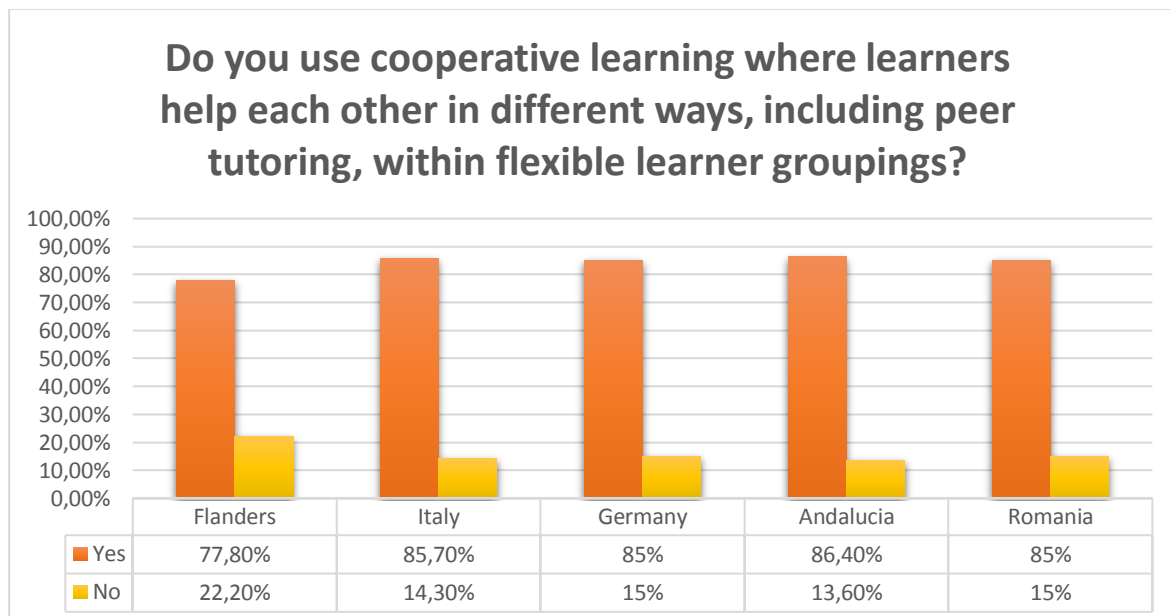 Do you use cooperative learning where learners
help each other in different ways, including peer
tutoring, within flexible learner groupings?
100,00%
90,00%
80,00%
70,00%
60,00%
50,00%
40,00%
30,00%
20,00%
10,00%
0,00%
Flanders Italy Germany Andalucia Romania
Yes 77,80% 85,70% 85% 86,40% 85%
No 22,20% 14,30% 15% 13,60% 15%